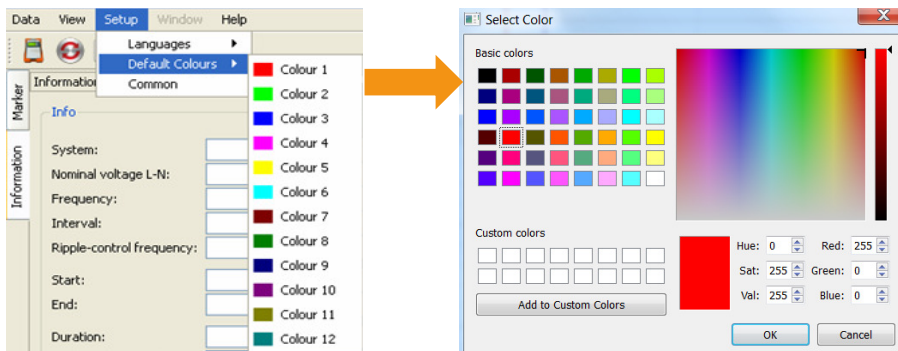 Data View Setup Window Help
Languages
Default Colours
Common
Colour 1
Colour 2
Colour 3
Colour 4
Colour 5
Colour 6
Colour 7
Colour 8
Colour 9
Colour 10
Colour 11
Colour 12
Marker
Information
Information
Info
System:
Nominal voltage L-N:
Frequency:
Interval:
Ripple-control frequency:
Start:
End:
Duration:
Select Color
Basic colors
Custom colors
Add to Custom Colors
Hue: 0 Red: 255
Sat: 255 Green: 0
Val: 255 Blue: 0
OK Cancel